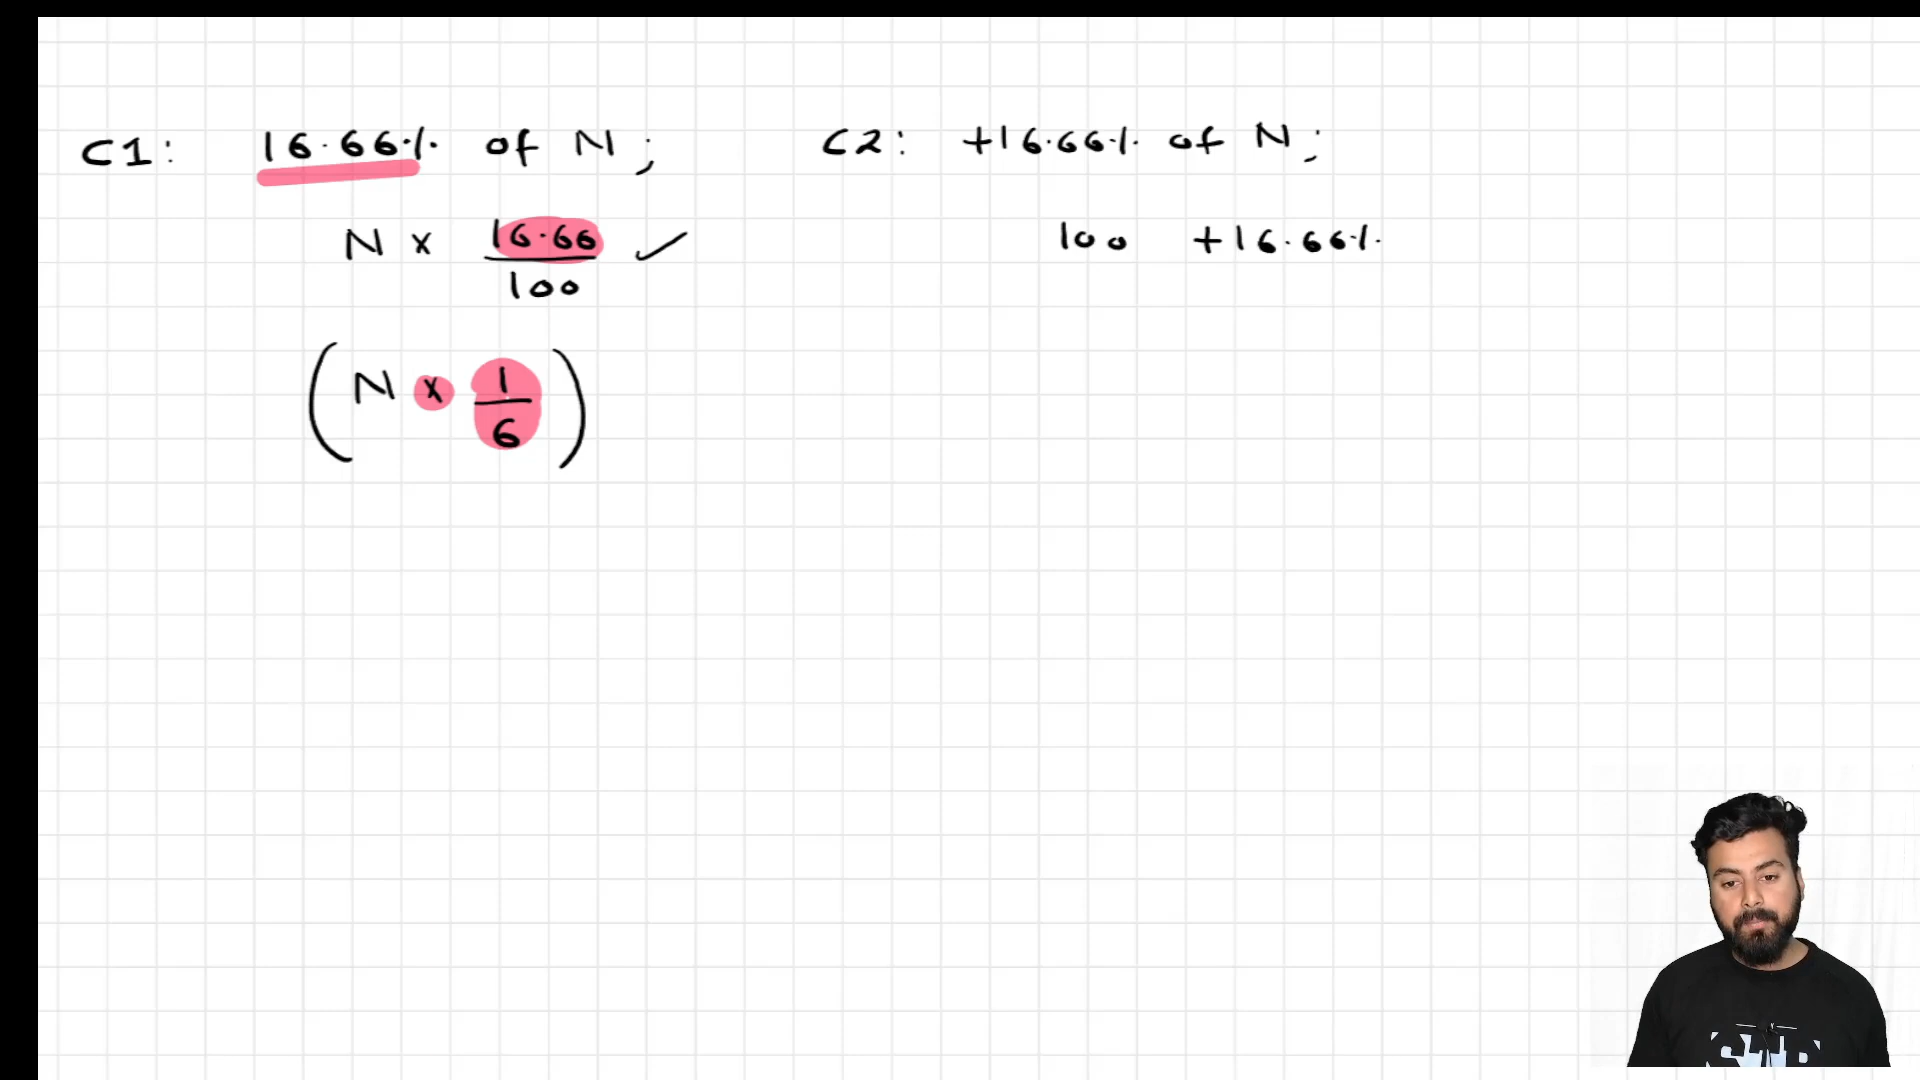 C1: 16.66% of N;
N × 16.66/100 ✓
(N × 1/6)
C2: +16.66% of N;
100 +16.66%